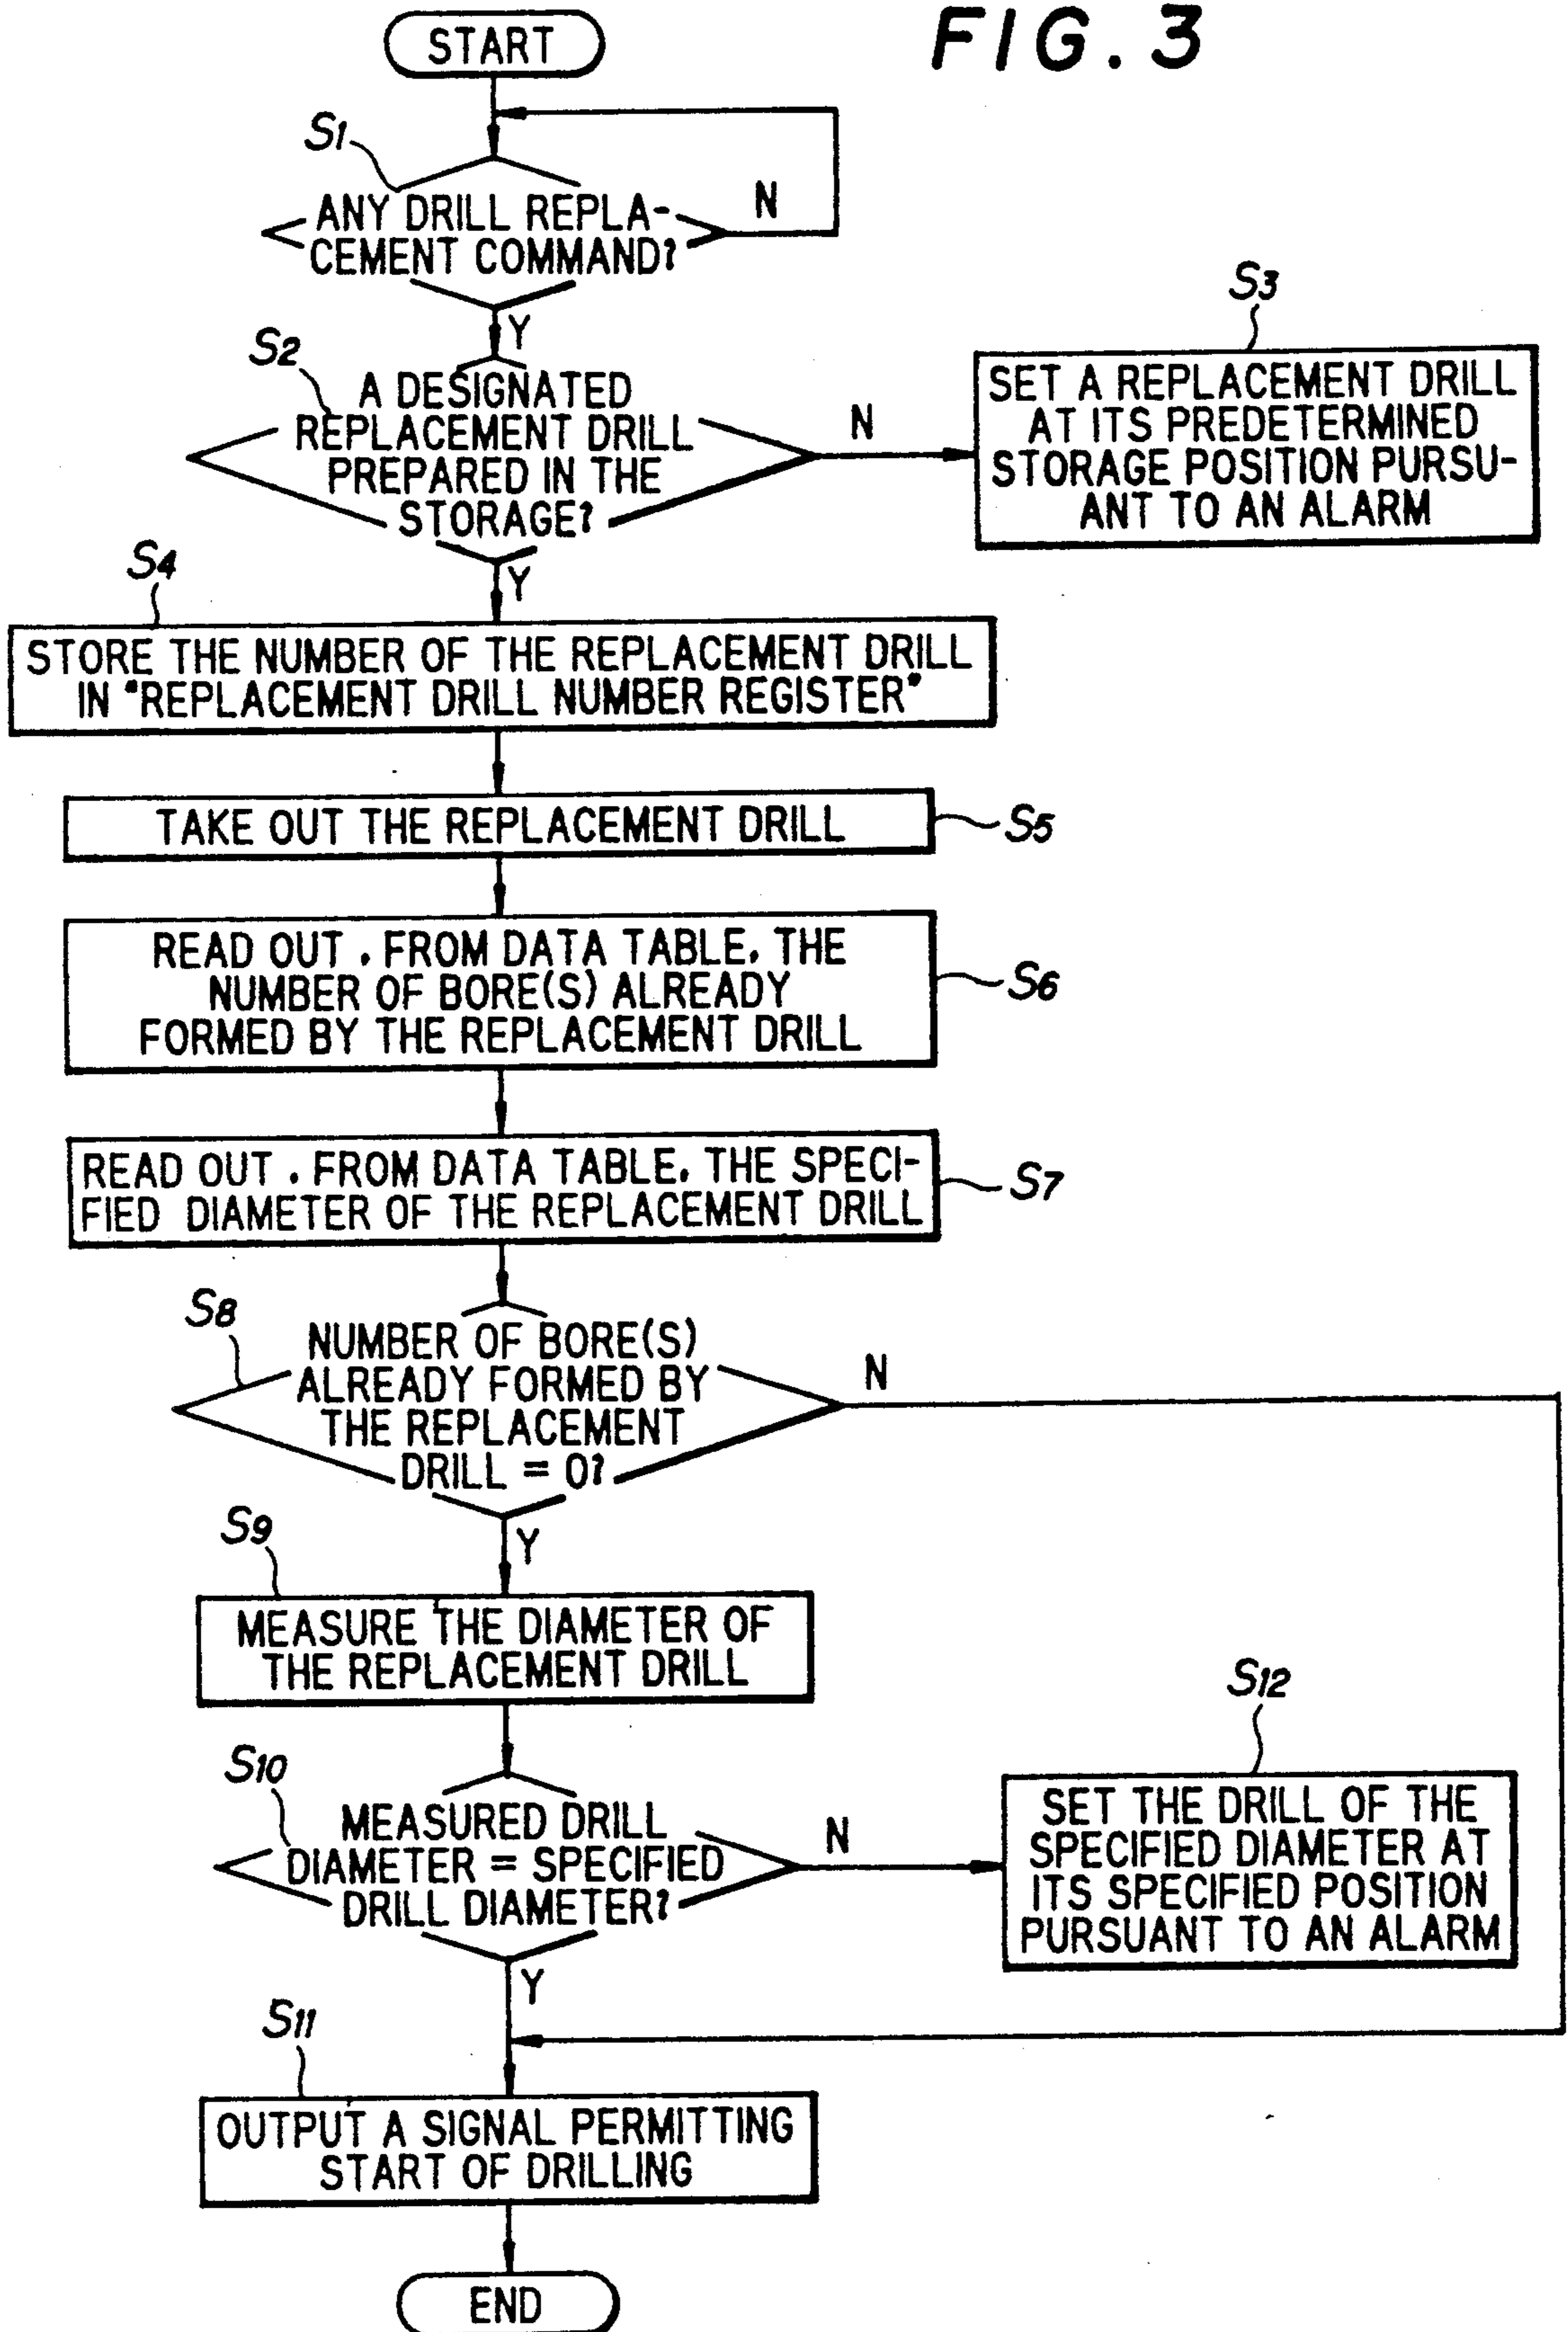 FIG. 3
START
S1
ANY DRILL REPLA-
CEMENT COMMAND?
N
Y
S2
A DESIGNATED
REPLACEMENT DRILL
PREPARED IN THE
STORAGE?
N
S3
SET A REPLACEMENT DRILL
AT ITS PREDETERMINED
STORAGE POSITION PURSU-
ANT TO AN ALARM
Y
S4
STORE THE NUMBER OF THE REPLACEMENT DRILL
IN "REPLACEMENT DRILL NUMBER REGISTER"
TAKE OUT THE REPLACEMENT DRILL
S5
READ OUT, FROM DATA TABLE, THE
NUMBER OF BORE(S) ALREADY
FORMED BY THE REPLACEMENT DRILL
S6
READ OUT, FROM DATA TABLE, THE SPECI-
FIED DIAMETER OF THE REPLACEMENT DRILL
S7
S8
NUMBER OF BORE(S)
ALREADY FORMED BY
THE REPLACEMENT
DRILL = 0?
N
Y
S9
MEASURE THE DIAMETER OF
THE REPLACEMENT DRILL
S10
MEASURED DRILL
DIAMETER = SPECIFIED
DRILL DIAMETER?
N
S12
SET THE DRILL OF THE
SPECIFIED DIAMETER AT
ITS SPECIFIED POSITION
PURSUANT TO AN ALARM
Y
S11
OUTPUT A SIGNAL PERMITTING
START OF DRILLING
END